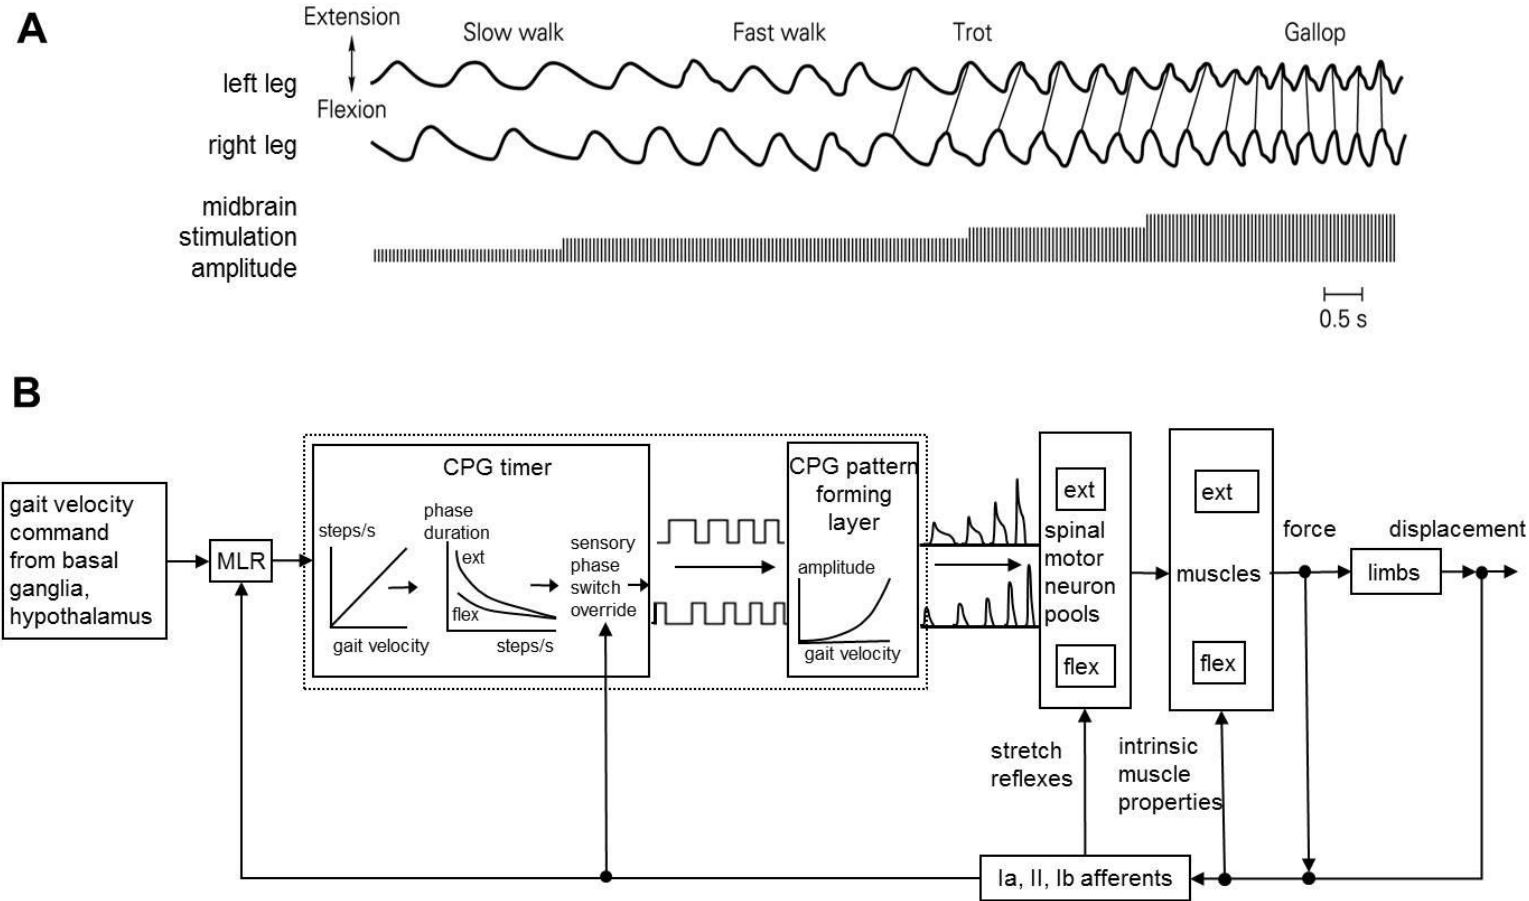 A
Extension
Flexion
Slow walk
Fast walk
Trot
Gallop
left leg
right leg
midbrain
stimulation
amplitude
0.5 s
B
gait velocity
command
from basal
ganglia,
hypothalamus
MLR
CPG timer
steps/s
gait velocity
phase
duration
ext
flex
steps/s
sensory
phase
switch
override
CPG pattern
forming
layer
amplitude
gait velocity
ext
spinal
motor
neuron
pools
flex
ext
muscles
flex
force
limbs
displacement
stretch
reflexes
intrinsic
muscle
properties
Ia, II, Ib afferents